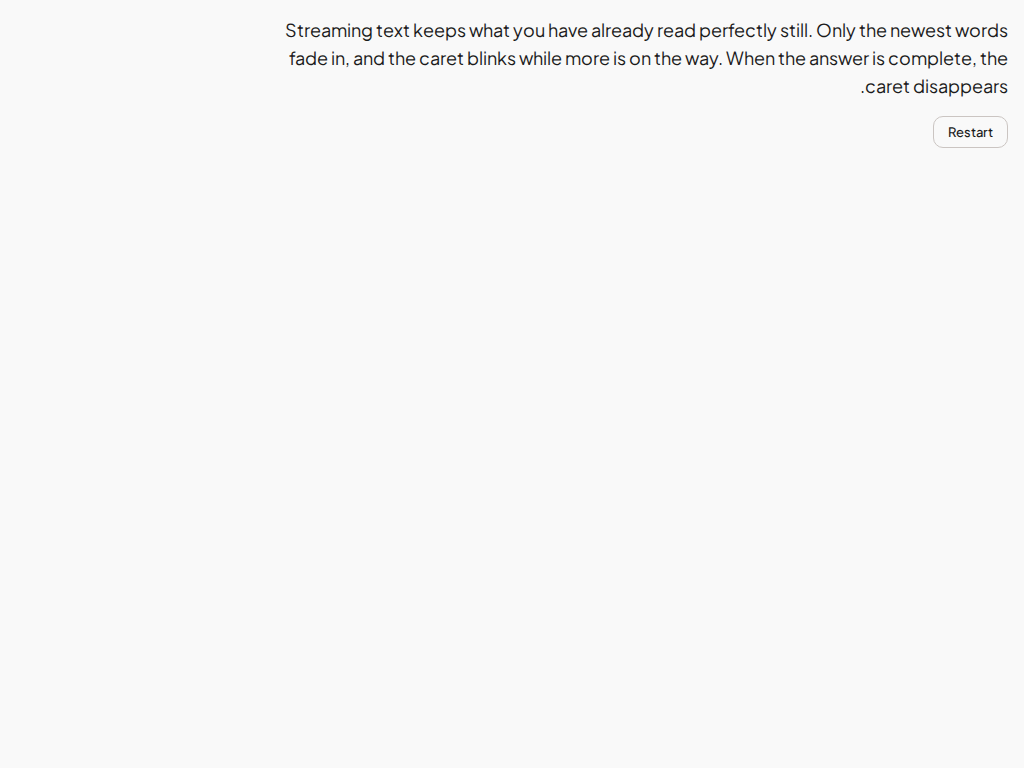 Streaming text keeps what you have already read perfectly still. Only the newest words
fade in, and the caret blinks while more is on the way. When the answer is complete, the
.caret disappears
Restart